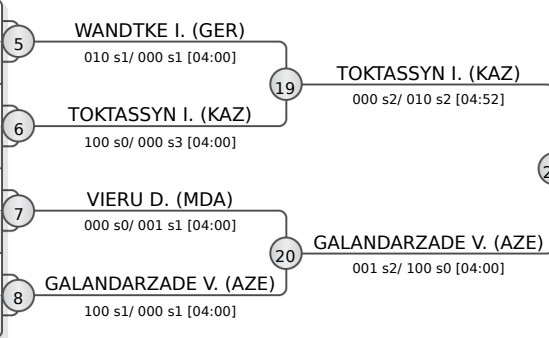 WANDTKE I. (GER)
5
010 s1/ 000 s1 [04:00]
19
TOKTASSYN I. (KAZ)
000 s2/ 010 s2 [04:52]
TOKTASSYN I. (KAZ)
6
100 s0/ 000 s3 [04:00]
VIERU D. (MDA)
7
000 s0/ 001 s1 [04:00]
20
GALANDARZADE V. (AZE)
001 s2/ 100 s0 [04:00]
GALANDARZADE V. (AZE)
8
100 s1/ 000 s1 [04:00]